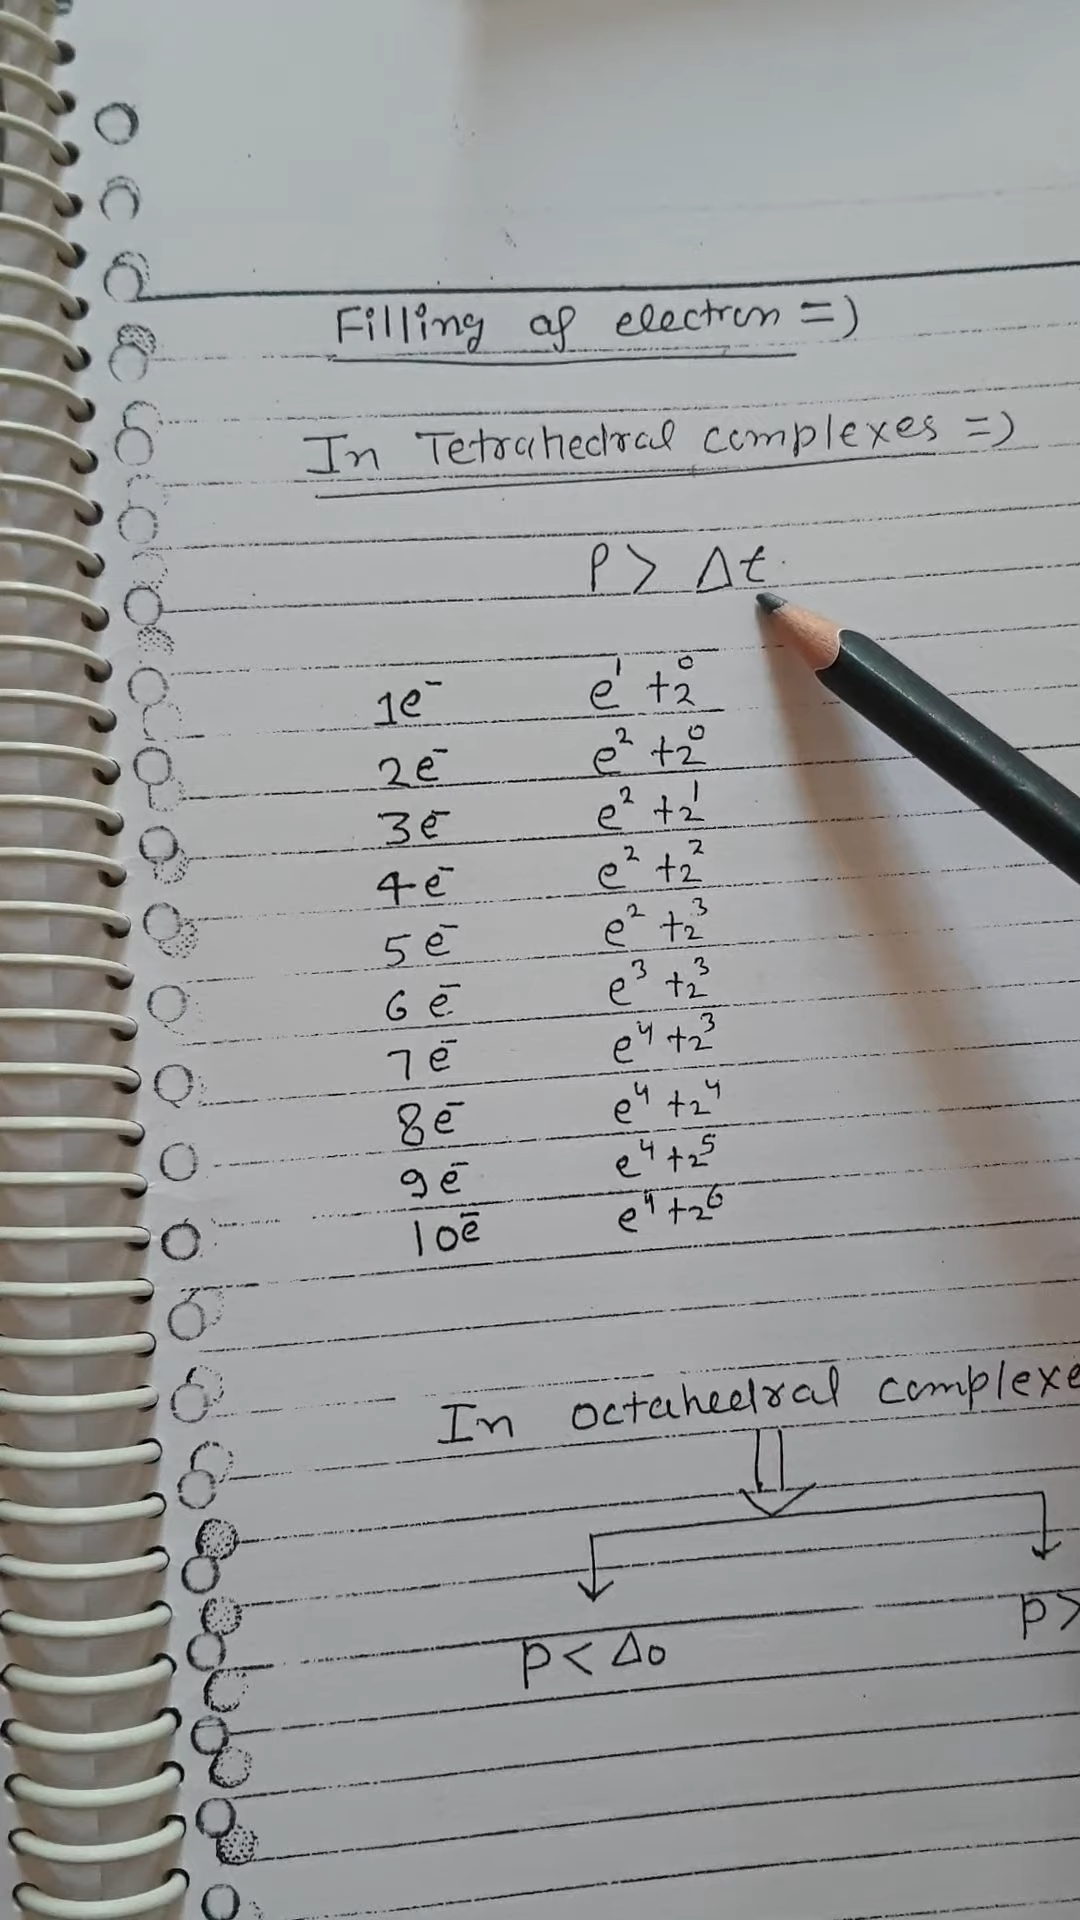 Filling of electron =)
In Tetrahedral complexes =)
P > Δt
1e⁻ e¹ t₂⁰
2e⁻ e² t₂⁰
3e⁻ e² t₂¹
4e⁻ e² t₂²
5e⁻ e² t₂³
6e⁻ e³ t₂³
7e⁻ e⁴ t₂³
8e⁻ e⁴ t₂⁴
9e⁻ e⁴ t₂⁵
10e⁻ e⁴ t₂⁶
In octahedral complexe
P < Δo P >